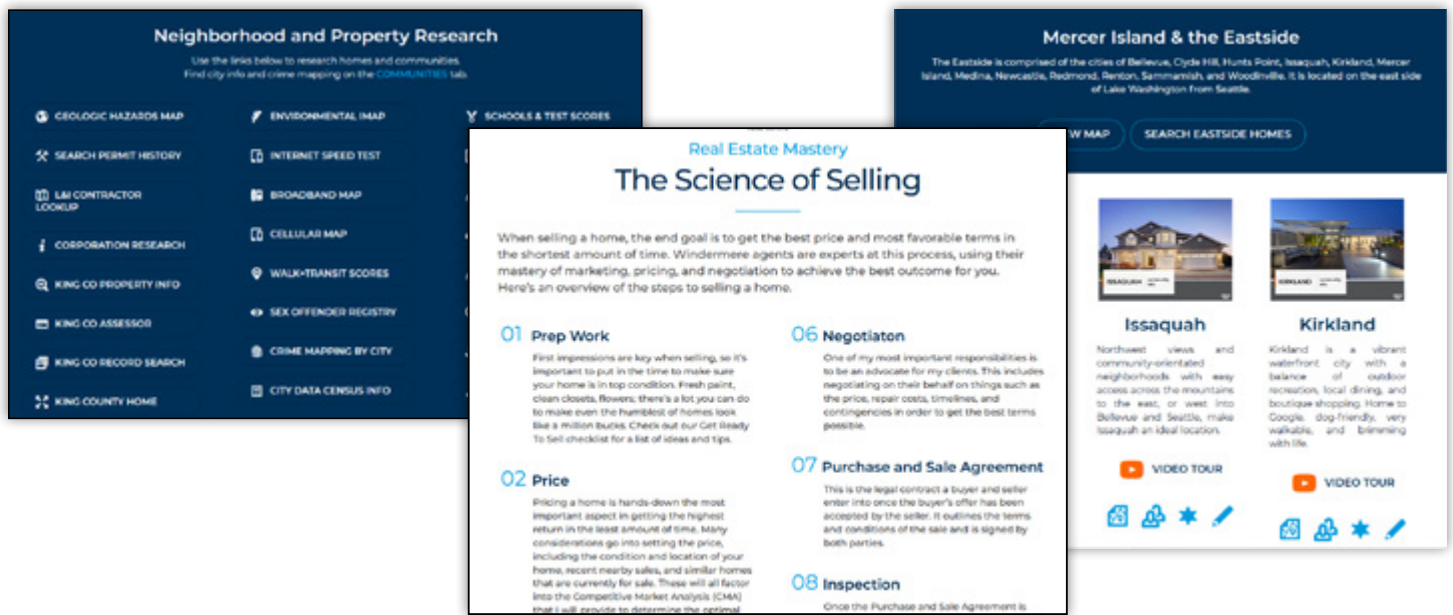 Neighborhood and Property Research
Use the links below to research homes and communities.
Find city info and crime mapping on the COMMUNITIES tab.
GEOLOGIC HAZARDS MAP
SEARCH PERMIT HISTORY
L&I CONTRACTOR
LOOKUP
CORPORATION RESEARCH
KING CO PROPERTY INFO
KING CO ASSESSOR
KING CO RECORD SEARCH
KING COUNTY HOME
ENVIRONMENTAL IMAP
INTERNET SPEED TEST
BROADBAND MAP
CELLULAR MAP
WALK+TRANSIT SCORES
SEX OFFENDER REGISTRY
CRIME MAPPING BY CITY
CITY DATA CENSUS INFO
SCHOOLS & TEST SCORES
Real Estate Mastery
The Science of Selling
When selling a home, the end goal is to get the best price and most favorable terms in
the shortest amount of time. Windermere agents are experts at this process, using their
mastery of marketing, pricing, and negotiation to achieve the best outcome for you.
Here's an overview of the steps to selling a home.
01 Prep Work
First impressions are key when selling, so it's
important to put in the time to make sure
your home is in top condition. Fresh paint,
clean closets, flowers; there's a lot you can do
to make even the humblest of homes look
like a million bucks. Check out our Get Ready
To Sell checklist for a list of ideas and tips.
02 Price
Pricing a home is hands-down the most
important aspect in getting the highest
return in the least amount of time. Many
considerations go into setting the price,
including the condition and location of your
home, recent nearby sales, and similar homes
that are currently for sale. These will all factor
into the Competitive Market Analysis (CMA)
that I will provide to determine the optimal
06 Negotiaton
One of my most important responsibilities is
to be an advocate for my clients. This includes
negotiating on their behalf on things such as
the price, repair costs, timelines, and
contingencies in order to get the best terms
possible.
07 Purchase and Sale Agreement
This is the legal contract a buyer and seller
enter into once the buyer's offer has been
accepted by the seller. It outlines the terms
and conditions of the sale and is signed by
both parties.
08 Inspection
Once the Purchase and Sale Agreement is
Mercer Island & the Eastside
The Eastside is comprised of the cities of Bellevue, Clyde Hill, Hunts Point, Issaquah, Kirkland, Mercer
Island, Medina, Newcastle, Redmond, Renton, Sammamish, and Woodinville. It is located on the east side
of Lake Washington from Seattle.
W MAP
SEARCH EASTSIDE HOMES
ISSAQUAH
KIRKLAND
Issaquah
Northwest views and
community-orientated
neighborhoods with easy
access across the mountains
to the east, or west into
Bellevue and Seattle, make
Issaquah an ideal location.
VIDEO TOUR
Kirkland
Kirkland is a vibrant
waterfront city with a
balance of outdoor
recreation, local dining, and
boutique shopping. Home to
Google, dog-friendly, very
walkable, and brimming
with life.
VIDEO TOUR